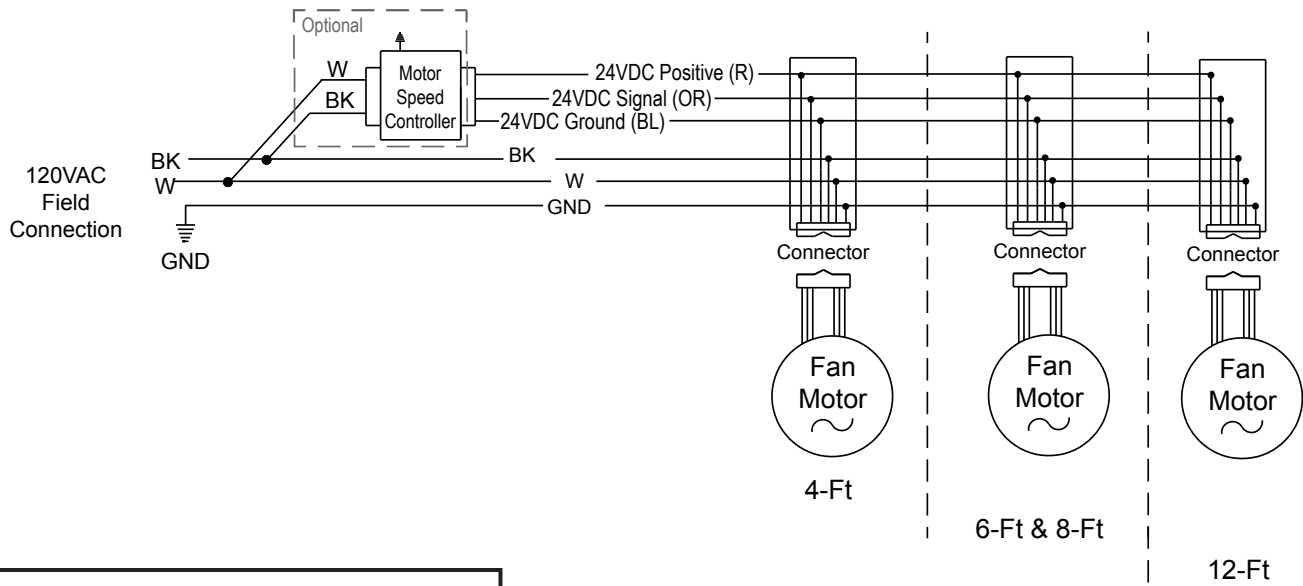 Optional
W
BK
Motor
Speed
Controller
24VDC Positive (R)
24VDC Signal (OR)
24VDC Ground (BL)
120VAC
Field
Connection
BK
W
GND
BK
W
GND
Connector
Connector
Connector
Fan
Motor
Fan
Motor
Fan
Motor
4-Ft
6-Ft & 8-Ft
12-Ft